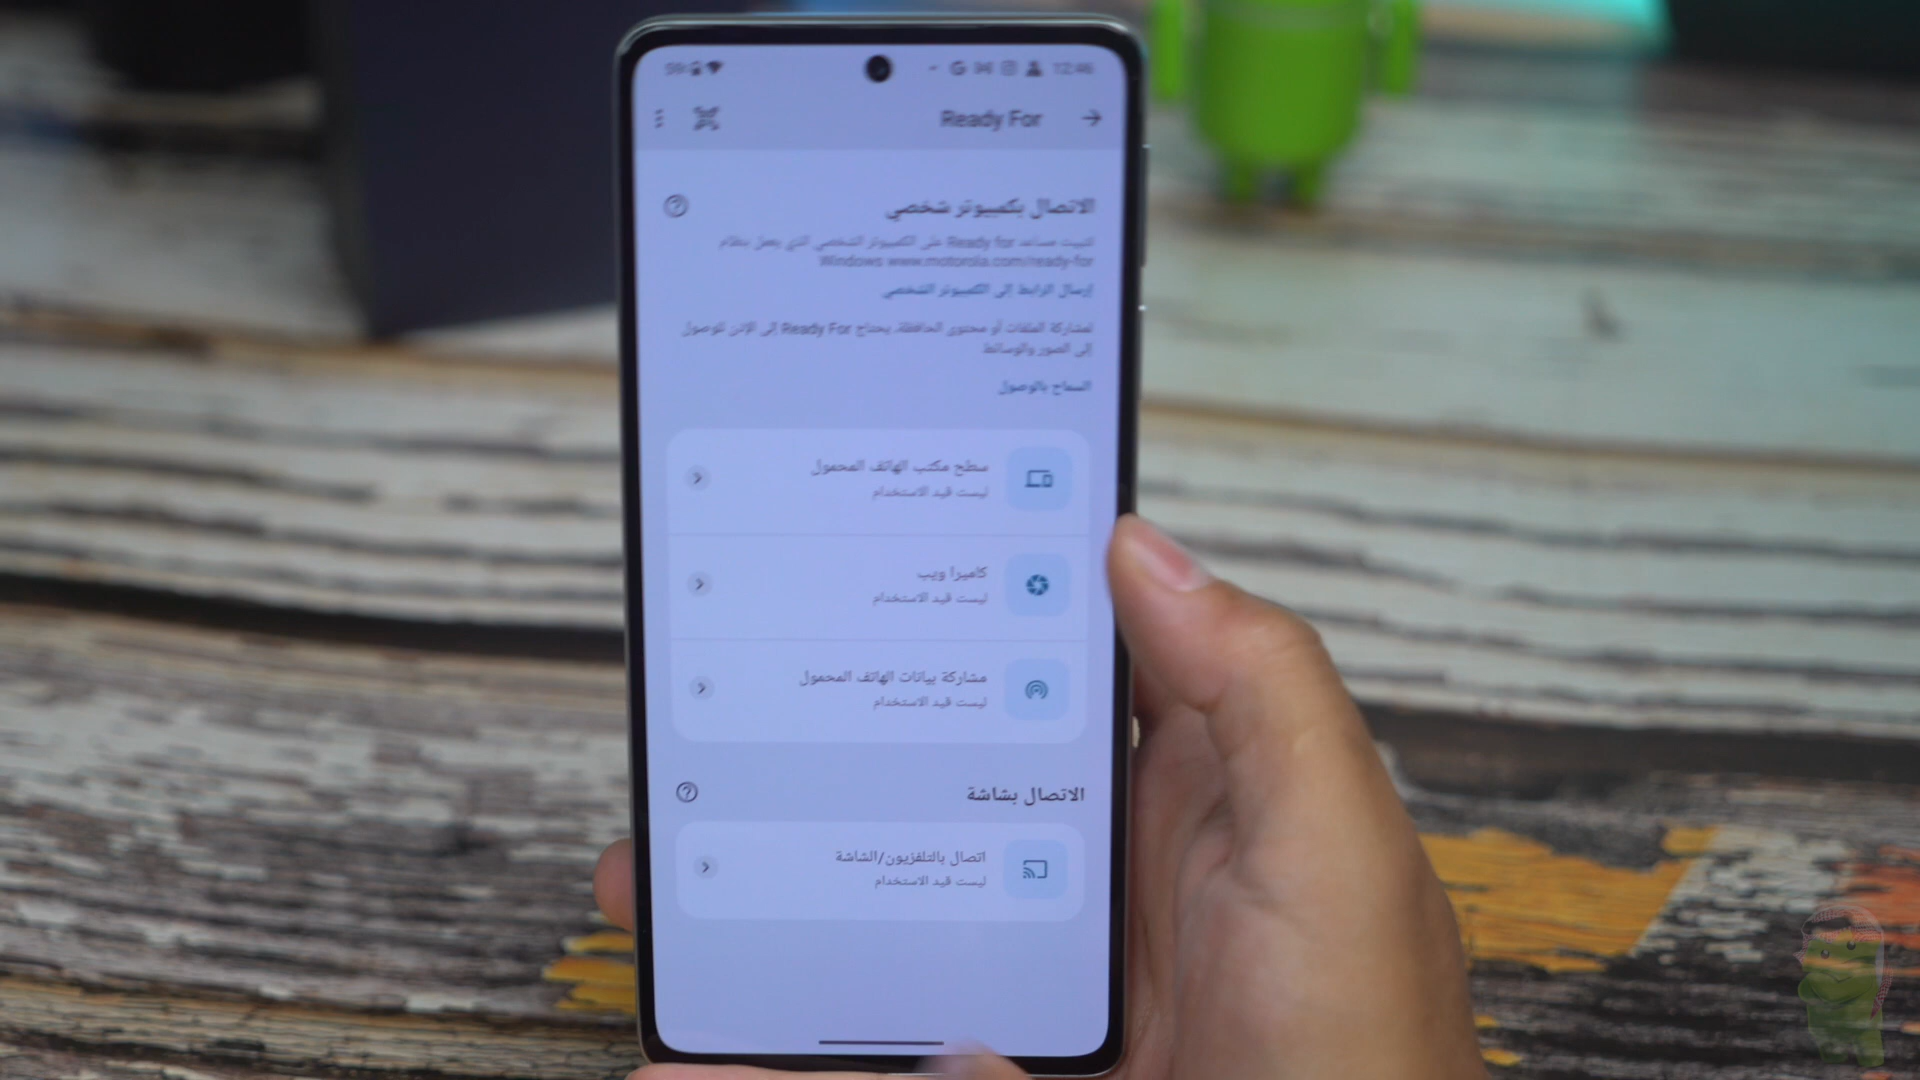 12:46
Ready For
الاتصال بكمبيوتر شخصي
تثبيت مساعد Ready for على الكمبيوتر الشخصي الذي يعمل بنظام
Windows www.motorola.com/ready-for
إرسال الرابط إلى الكمبيوتر الشخصي
لمشاركة الملفات أو محتوى الحافظة، يحتاج Ready For إلى الإذن للوصول
إلى الصور والوسائط
السماح بالوصول
سطح مكتب الهاتف المحمول
ليست قيد الاستخدام
كاميرا ويب
ليست قيد الاستخدام
مشاركة بيانات الهاتف المحمول
ليست قيد الاستخدام
الاتصال بشاشة
اتصال بالتلفزيون/الشاشة
ليست قيد الاستخدام